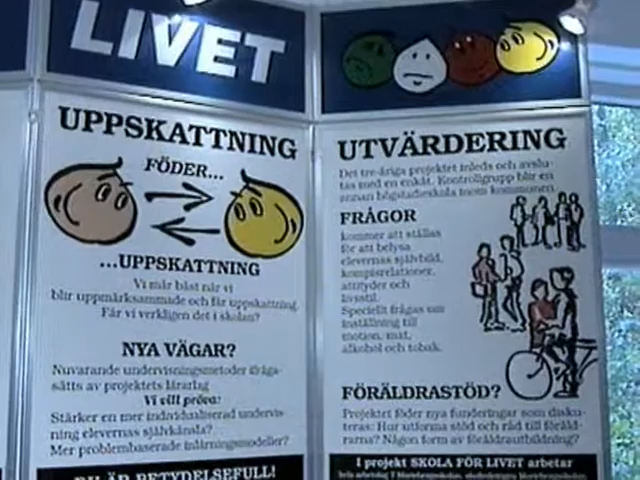 LIVET
UPPSKATTNING
FÖDER...
...UPPSKATTNING
Vi mår bäst när vi
blir uppmärksammade och får uppskattning.
Får vi verkligen det i skolan?
NYA VÄGAR?
Nuvarande undervisningsmetoder ifråga-
sätts av projektets lärarlag
Vi vill pröva:
Stärker en mer individualiserad undervis-
ning elevernas självkänsla?
Mer problembaserade inlärningsmodeller?
DU ÄR BETYDELSEFULL!
UTVÄRDERING
Det tre-åriga projektet inleds och avslu-
tas med en enkät. Kontrollgrupp blir en
annan högstadieskola inom kommunen.
FRÅGOR
kommer att ställas
för att belysa
elevernas självbild,
kompisrelationer,
attityder och
livsstil.
Speciellt frågas om
inställning till
motion, mat,
alkohol och tobak.
FÖRÄLDRASTÖD?
Projektet föder nya funderingar som disku-
teras: Hur utforma stöd och råd till föräld-
rarna? Någon form av föräldrautbildning?
I projekt SKOLA FÖR LIVET arbetar